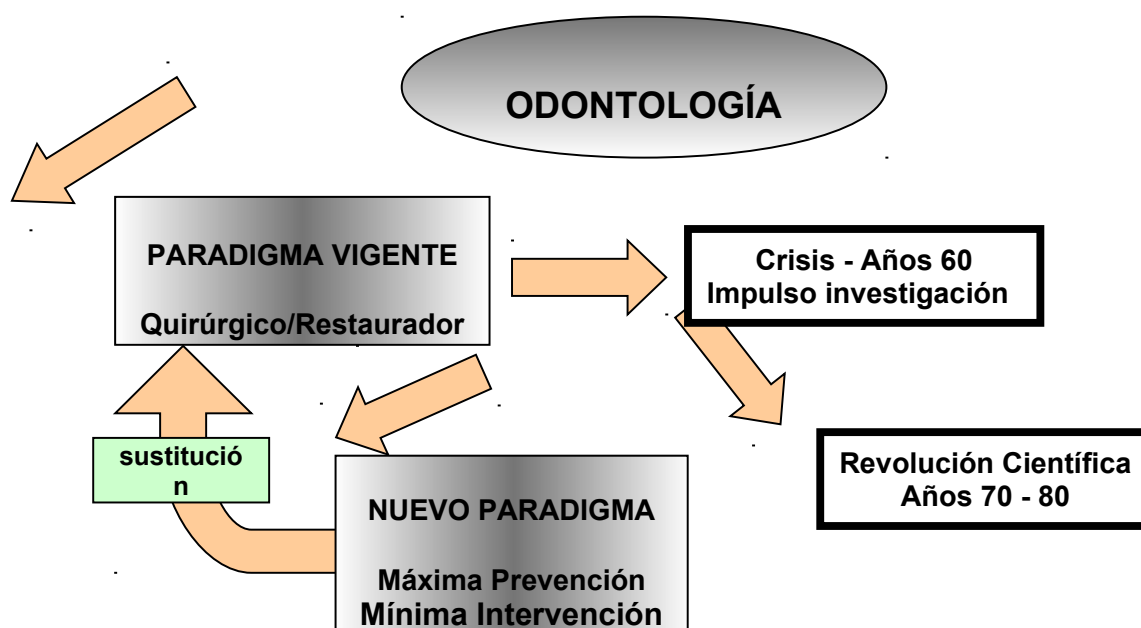 ODONTOLOGÍA
PARADIGMA VIGENTE
Quirúrgico/Restaurador
Crisis - Años 60
Impulso investigación
sustitució
n
Revolución Científica
Años 70 - 80
NUEVO PARADIGMA
Máxima Prevención
Mínima Intervención